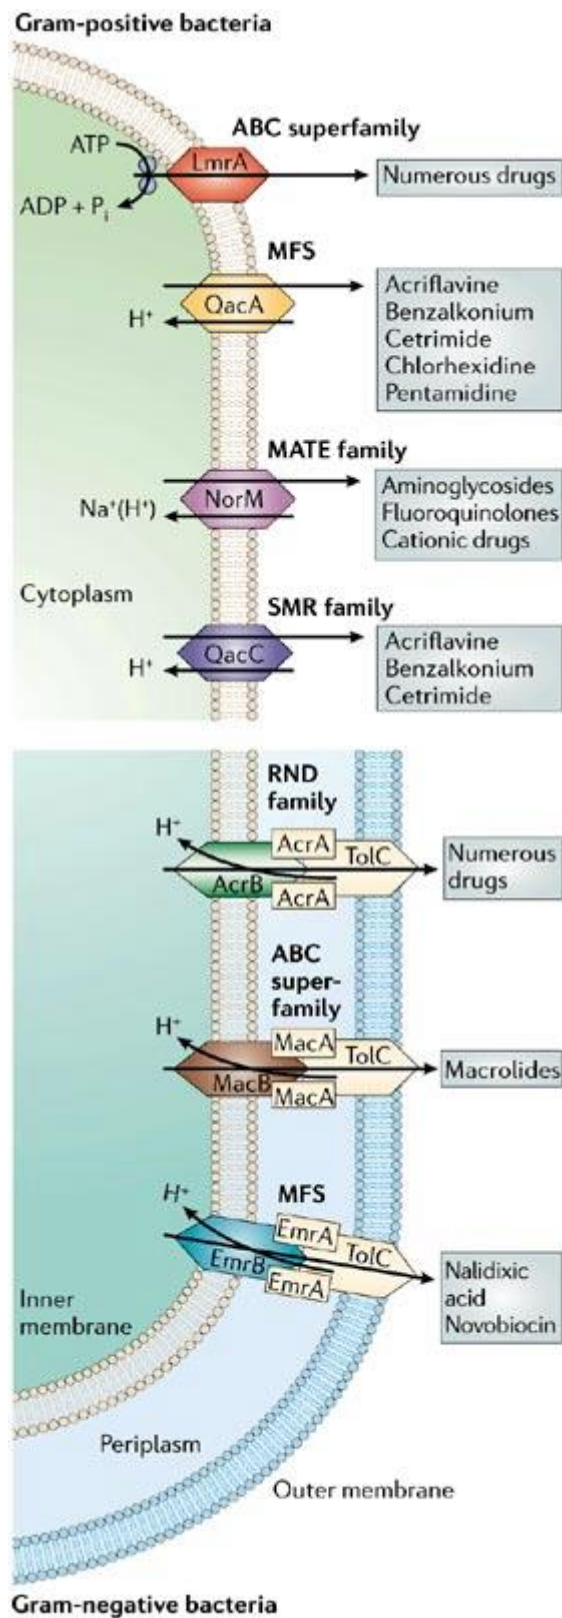 Gram-positive bacteria
ABC superfamily
ATP
LmrA
Numerous drugs
ADP + Pi
MFS
QacA
H⁺
Acriflavine
Benzalkonium
Cetrimide
Chlorhexidine
Pentamidine
MATE family
NorM
Na⁺(H⁺)
Aminoglycosides
Fluoroquinolones
Cationic drugs
Cytoplasm
SMR family
QacC
H⁺
Acriflavine
Benzalkonium
Cetrimide
RND
family
H⁺
AcrA
TolC
AcrB
AcrA
Numerous
drugs
ABC
super-
family
H⁺
MacA
TolC
MacB
MacA
Macrolides
MFS
H⁺
EmrA
TolC
EmrB
EmrA
Nalidixic
acid
Novobiocin
Inner
membrane
Periplasm
Outer membrane
Gram-negative bacteria